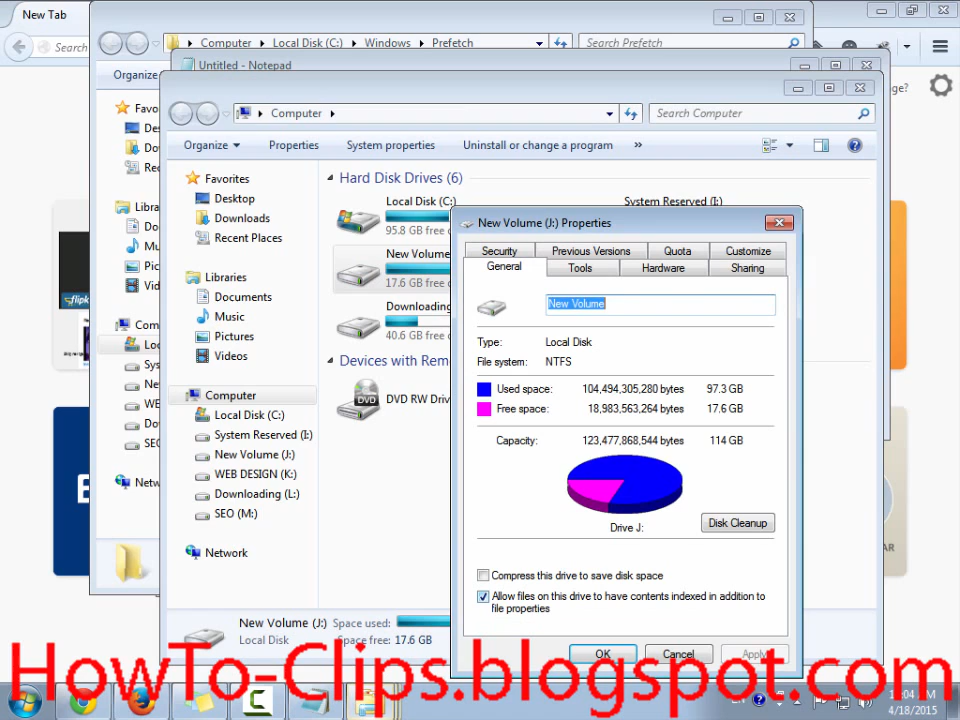 New Tab
Search
Computer
Local Disk (C:)
Windows
Prefetch
Search Prefetch
Organize
Untitled - Notepad
Computer
Search Computer
Organize
Properties
System properties
Uninstall or change a program
»
Favorites
Desktop
Downloads
Recent Places
Libraries
Documents
Music
Pictures
Videos
Computer
Local Disk (C:)
System Reserved (I:)
New Volume (J:)
WEB DESIGN (K:)
Downloading (L:)
SEO (M:)
Network
Hard Disk Drives (6)
Local Disk (C:)
95.8 GB free
System Reserved (I:)
New Volume
17.6 GB free
Downloading
40.6 GB free
Devices with Rem
DVD
DVD RW Driv
New Volume (J:) Properties
Security
Previous Versions
Quota
Customize
General
Tools
Hardware
Sharing
New Volume
Type:
Local Disk
File system:
NTFS
Used space:
104,494,305,280 bytes
97.3 GB
Free space:
18,983,563,264 bytes
17.6 GB
Capacity:
123,477,868,544 bytes
114 GB
Drive J:
Disk Cleanup
Compress this drive to save disk space
Allow files on this drive to have contents indexed in addition to
file properties
OK
Cancel
Apply
New Volume (J:)
Space used:
Local Disk
Space free: 17.6 GB
HowTo-Clips.blogspot.com
4/18/2015